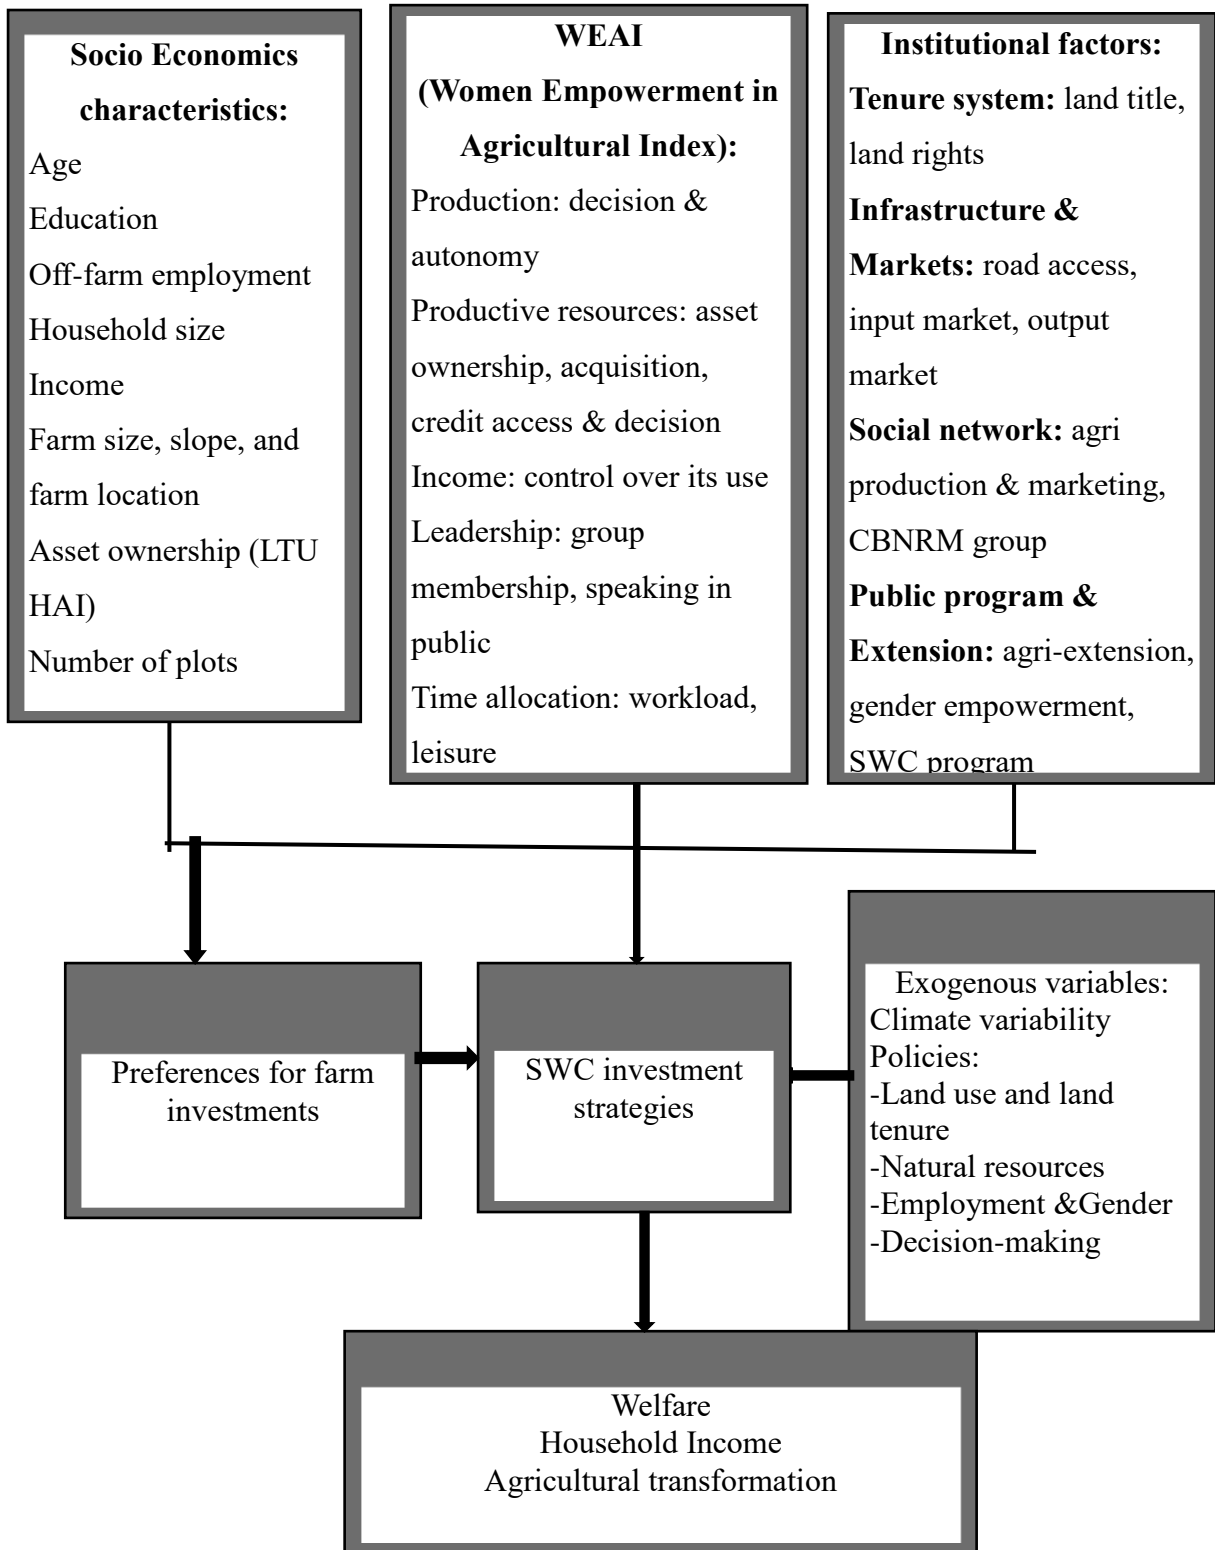 Socio Economics
characteristics:
Age
Education
Off-farm employment
Household size
Income
Farm size, slope, and
farm location
Asset ownership (LTU
HAI)
Number of plots
WEAI
(Women Empowerment in
Agricultural Index):
Production: decision &
autonomy
Productive resources: asset
ownership, acquisition,
credit access & decision
Income: control over its use
Leadership: group
membership, speaking in
public
Time allocation: workload,
leisure
Institutional factors:
Tenure system: land title,
land rights
Infrastructure &
Markets: road access,
input market, output
market
Social network: agri
production & marketing,
CBNRM group
Public program &
Extension: agri-extension,
gender empowerment,
SWC program
Preferences for farm
investments
SWC investment
strategies
Exogenous variables:
Climate variability
Policies:
-Land use and land
tenure
-Natural resources
-Employment &Gender
-Decision-making
Welfare
Household Income
Agricultural transformation